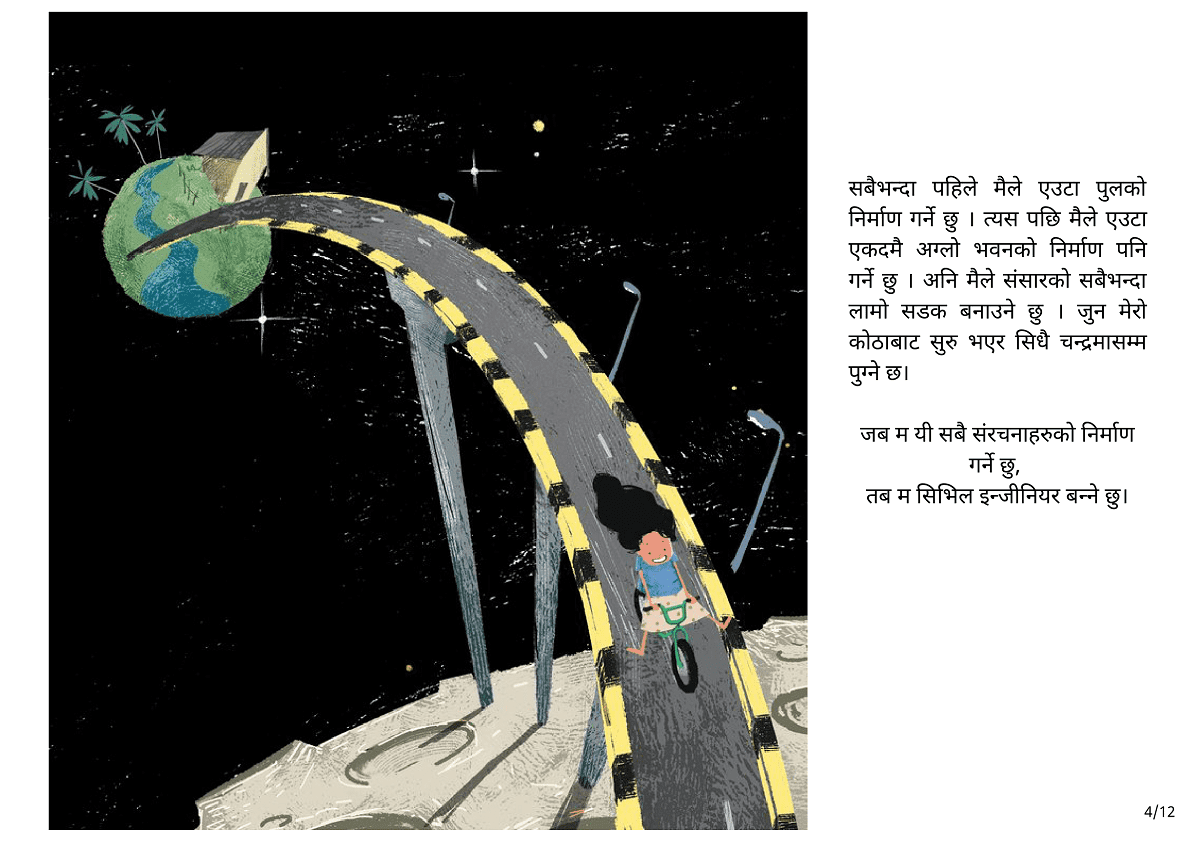 सबैभन्दा पहिले मैले एउटा पुलको
निर्माण गर्ने छु । त्यस पछि मैले एउटा
एकदमै अग्लो भवनको निर्माण पनि
गर्ने छु । अनि मैले संसारको सबैभन्दा
लामो सडक बनाउने छु । जुन मेरो
कोठाबाट सुरु भएर सिधै चन्द्रमासम्म
पुग्ने छ।
जब म यी सबै संरचनाहरुको निर्माण
गर्ने छु,
तब म सिभिल इन्जीनियर बन्ने छु।
4/12